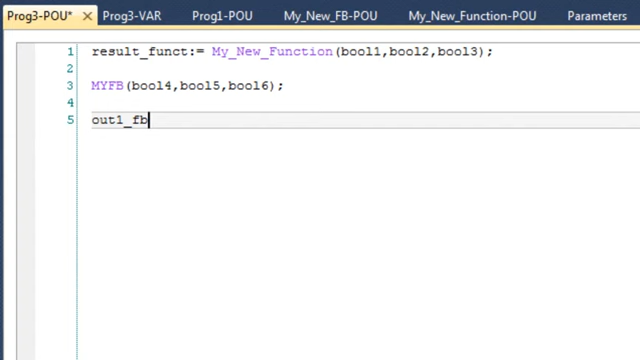 Prog3-POU* × Prog3-VAR Prog1-POU My_New_FB-POU My_New_Function-POU Parameters
1 result_funct:= My_New_Function(bool1,bool2,bool3);
2
3 MYFB(bool4,bool5,bool6);
4
5 out1_fb